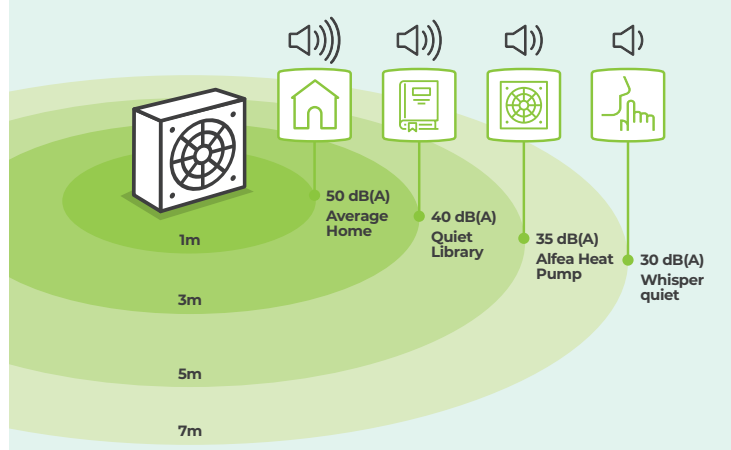 50 dB(A)
Average
Home
40 dB(A)
Quiet
Library
35 dB(A)
Alfea Heat
Pump
30 dB(A)
Whisper
quiet
1m
3m
5m
7m